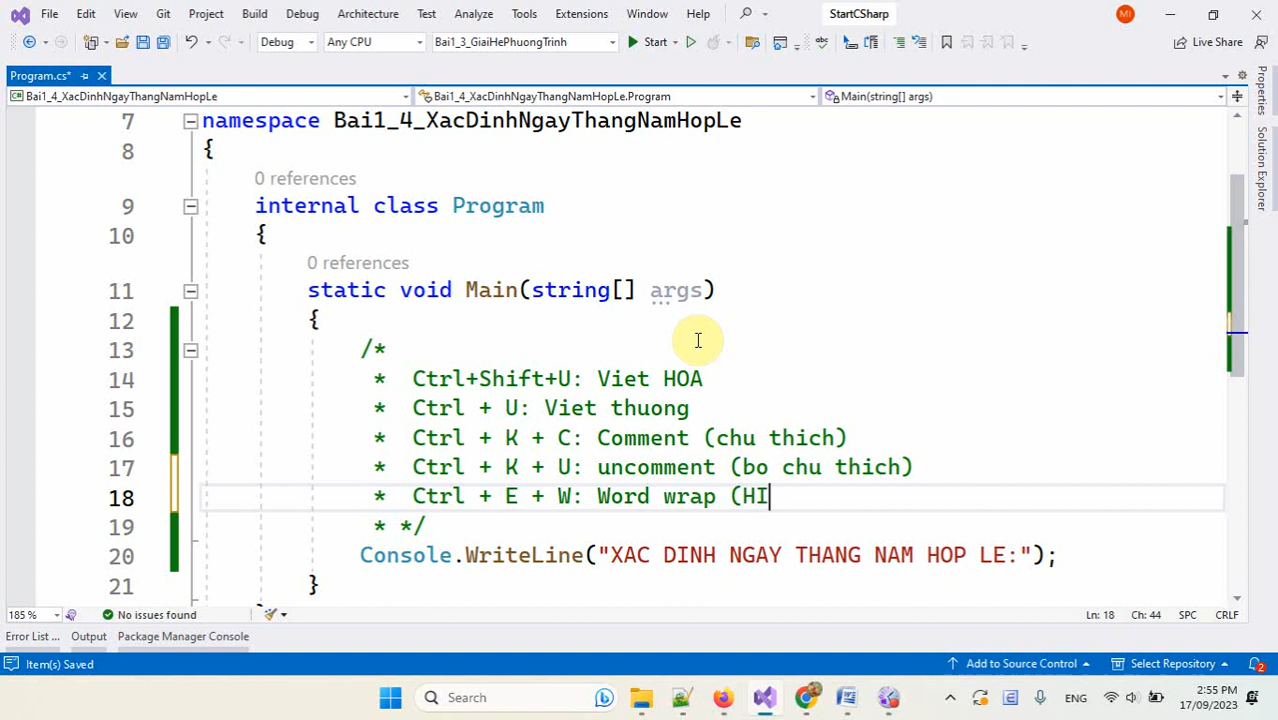 File Edit View Git Project Build Debug Architecture Test Analyze Tools Extensions Window Help StartCSharp MI
Debug Any CPU Bai1_3_GiaiHePhuongTrinh Start Live Share
Program.cs*
Bai1_4_XacDinhNgayThangNamHopLe Bai1_4_XacDinhNgayThangNamHopLe.Program Main(string[] args)
7 namespace Bai1_4_XacDinhNgayThangNamHopLe
8 {
0 references
9 internal class Program
10 {
0 references
11 static void Main(string[] args)
12 {
13 /*
14 * Ctrl+Shift+U: Viet HOA
15 * Ctrl + U: Viet thuong
16 * Ctrl + K + C: Comment (chu thich)
17 * Ctrl + K + U: uncomment (bo chu thich)
18 * Ctrl + E + W: Word wrap (HI
19 * */
20 Console.WriteLine("XAC DINH NGAY THANG NAM HOP LE:");
21 }
Properties
Solution Explorer
185 % No issues found Ln: 18 Ch: 44 SPC CRLF
Error List ... Output Package Manager Console
Item(s) Saved Add to Source Control Select Repository 2
Search ENG 2:55 PM
17/09/2023